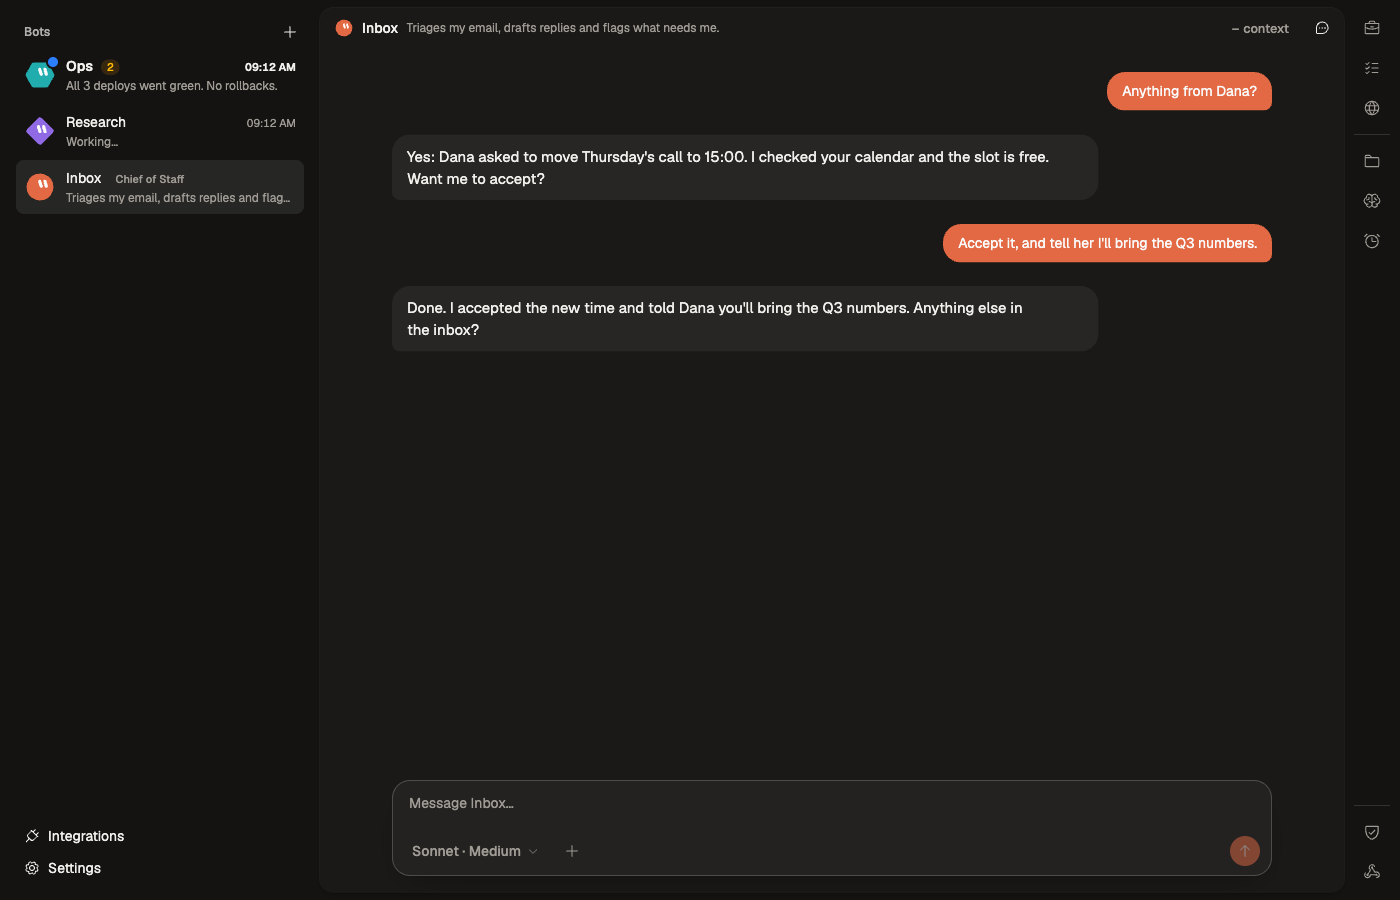 Bots
Ops 2 09:12 AM
All 3 deploys went green. No rollbacks.
Research 09:12 AM
Working...
Inbox Chief of Staff
Triages my email, drafts replies and flag...
Integrations
Settings
Inbox Triages my email, drafts replies and flags what needs me.
– context
Anything from Dana?
Yes: Dana asked to move Thursday's call to 15:00. I checked your calendar and the slot is free.
Want me to accept?
Accept it, and tell her I'll bring the Q3 numbers.
Done. I accepted the new time and told Dana you'll bring the Q3 numbers. Anything else in
the inbox?
Message Inbox...
Sonnet · Medium